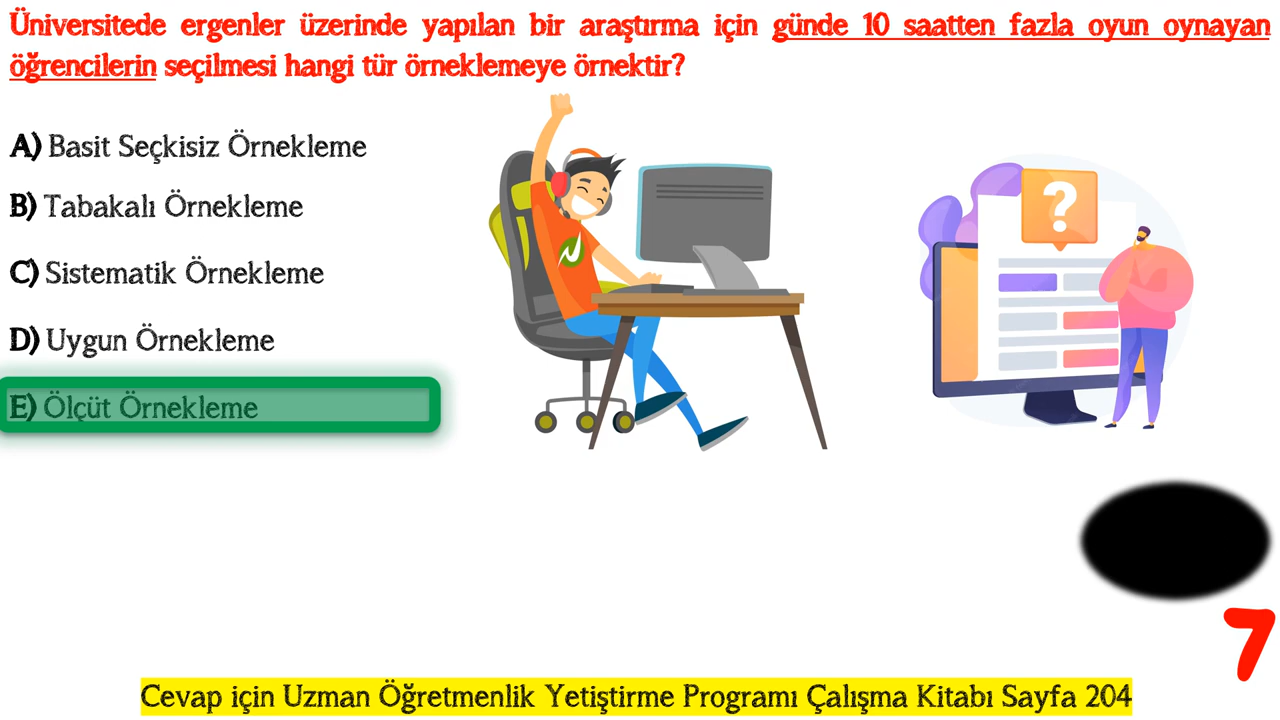 Üniversitede ergenler üzerinde yapılan bir araştırma için günde 10 saatten fazla oyun oynayan
öğrencilerin seçilmesi hangi tür örneklemeye örnektir?
A) Basit Seçkisiz Örnekleme
B) Tabakalı Örnekleme
C) Sistematik Örnekleme
D) Uygun Örnekleme
E) Ölçüt Örnekleme
?
7
Cevap için Uzman Öğretmenlik Yetiştirme Programı Çalışma Kitabı Sayfa 204